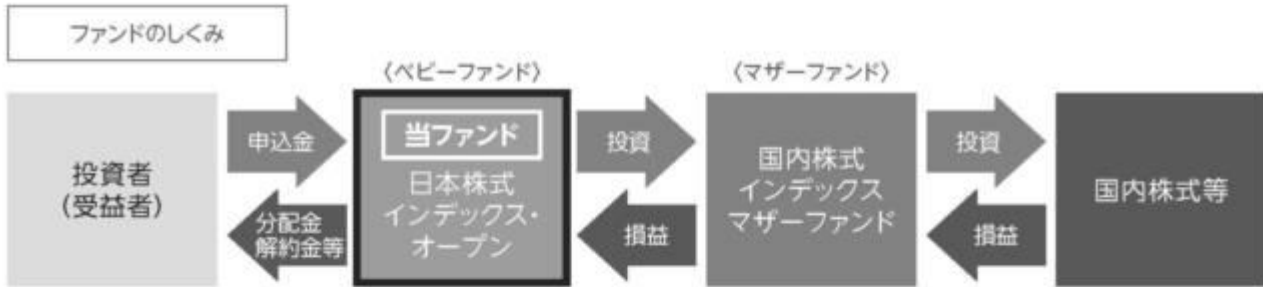 ファンドのしくみ
〈ベビーファンド〉
〈マザーファンド〉
投資者
(受益者)
申込金
分配金
解約金等
当ファンド
日本株式
インデックス・
オープン
投資
損益
国内株式
インデックス
マザーファンド
投資
損益
国内株式等